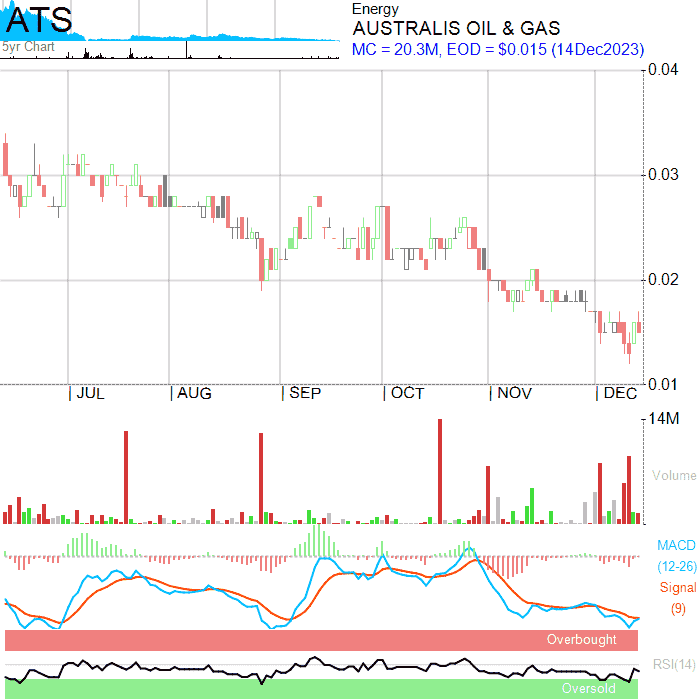 ATS
5yr Chart
Energy
AUSTRALIS OIL & GAS
MC = 20.3M, EOD = $0.015 (14Dec2023)
0.04
0.03
0.02
0.01
JUL AUG SEP OCT NOV DEC
14M
Volume
MACD
(12-26)
Signal
(9)
Overbought
RSI(14)
Oversold